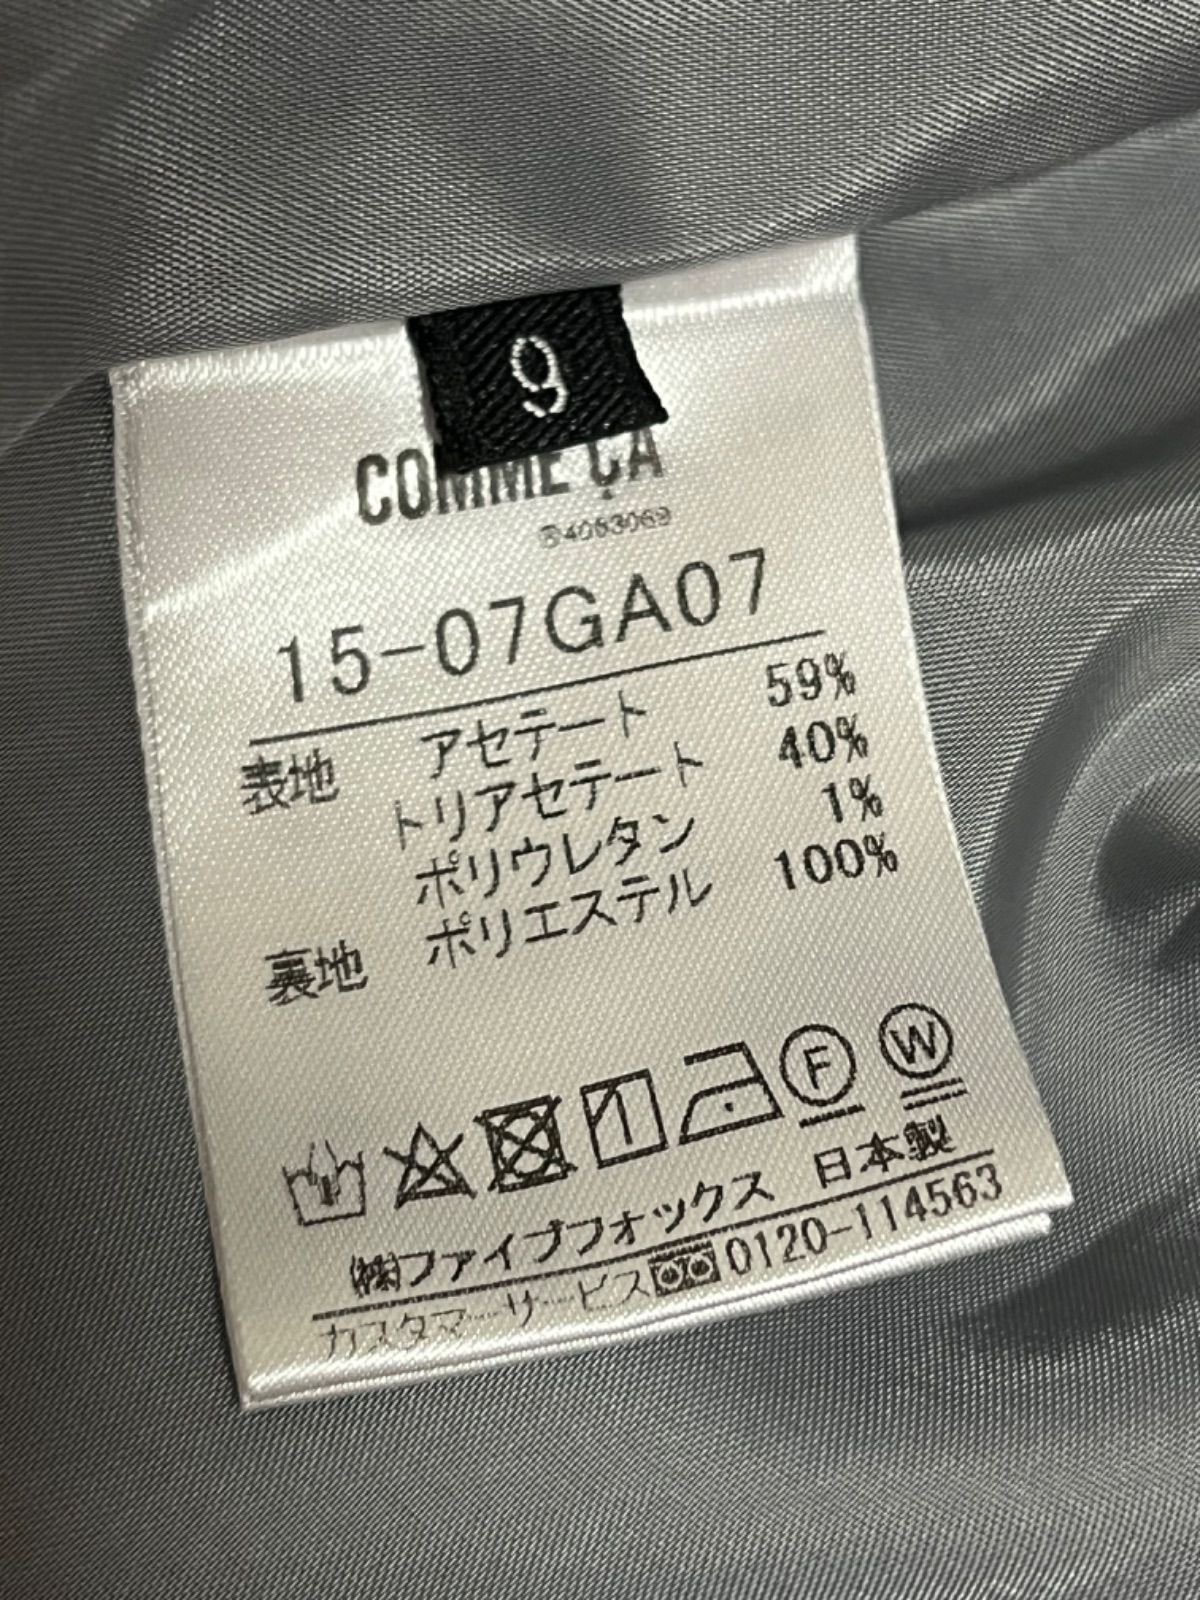 9
COMME ÇA
15-07GA07
表地 アセテート 59%
トリアセテート 40%
ポリウレタン 1%
裏地 ポリエステル 100%
F W
㈱ファイブフォックス 日本製
カスタマーサービス 0120-114563